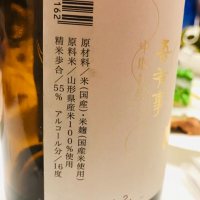 原材料/米(国産)・米麹(国産米使用)
原料米/山形県産米100%使用
精米歩合/55% アルコール分/16度
162